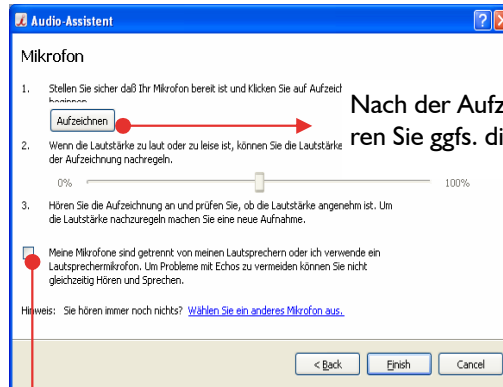 Audio-Assistent
Mikrofon
1. Stellen Sie sicher daß Ihr Mikrofon bereit ist und Klicken Sie auf Aufzeich
beginnen
Aufzeichnen
Nach der Aufz
ren Sie ggfs. di
2. Wenn die Lautstärke zu laut oder zu leise ist, können Sie die Lautstärke
der Aufzeichnung nachregeln.
0% 100%
3. Hören Sie die Aufzeichnung an und prüfen Sie, ob die Lautstärke angenehm ist. Um
die Lautstärke nachzuregeln machen Sie eine neue Aufnahme.
Meine Mikrofone sind getrennt von meinen Lautsprechern oder ich verwende ein
Lautsprechermikrofon. Um Probleme mit Echos zu vermeiden können Sie nicht
gleichzeitig Hören und Sprechen.
Hinweis: Sie hören immer noch nichts? Wählen Sie ein anderes Mikrofon aus.
< Back Finish Cancel